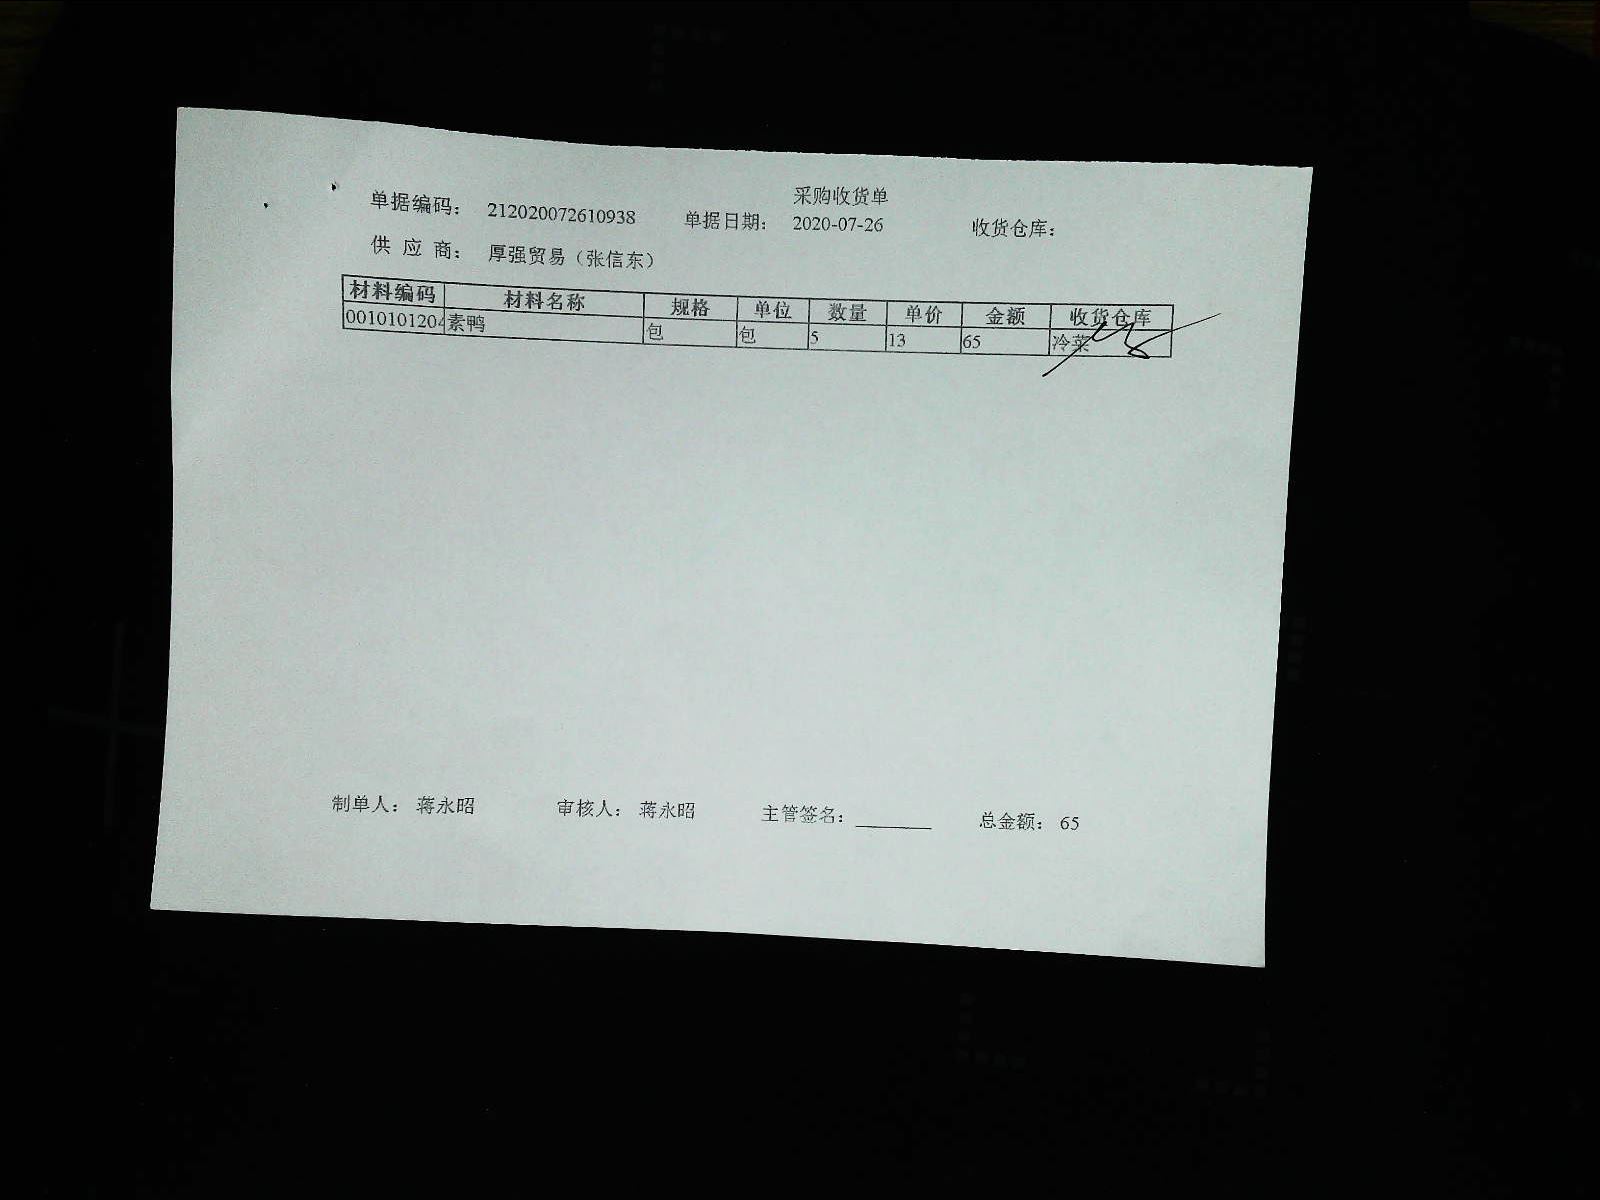 采购收货单
单据编码： 212020072610938 单据日期： 2020-07-26 收货仓库：
供 应 商： 厚强贸易（张信东）
材料编码 材料名称 规格 单位 数量 单价 金额 收货仓库
0010101204 素鸭 包 包 5 13 65 冷菜
制单人： 蒋永昭 审核人： 蒋永昭 主管签名：________ 总金额： 65